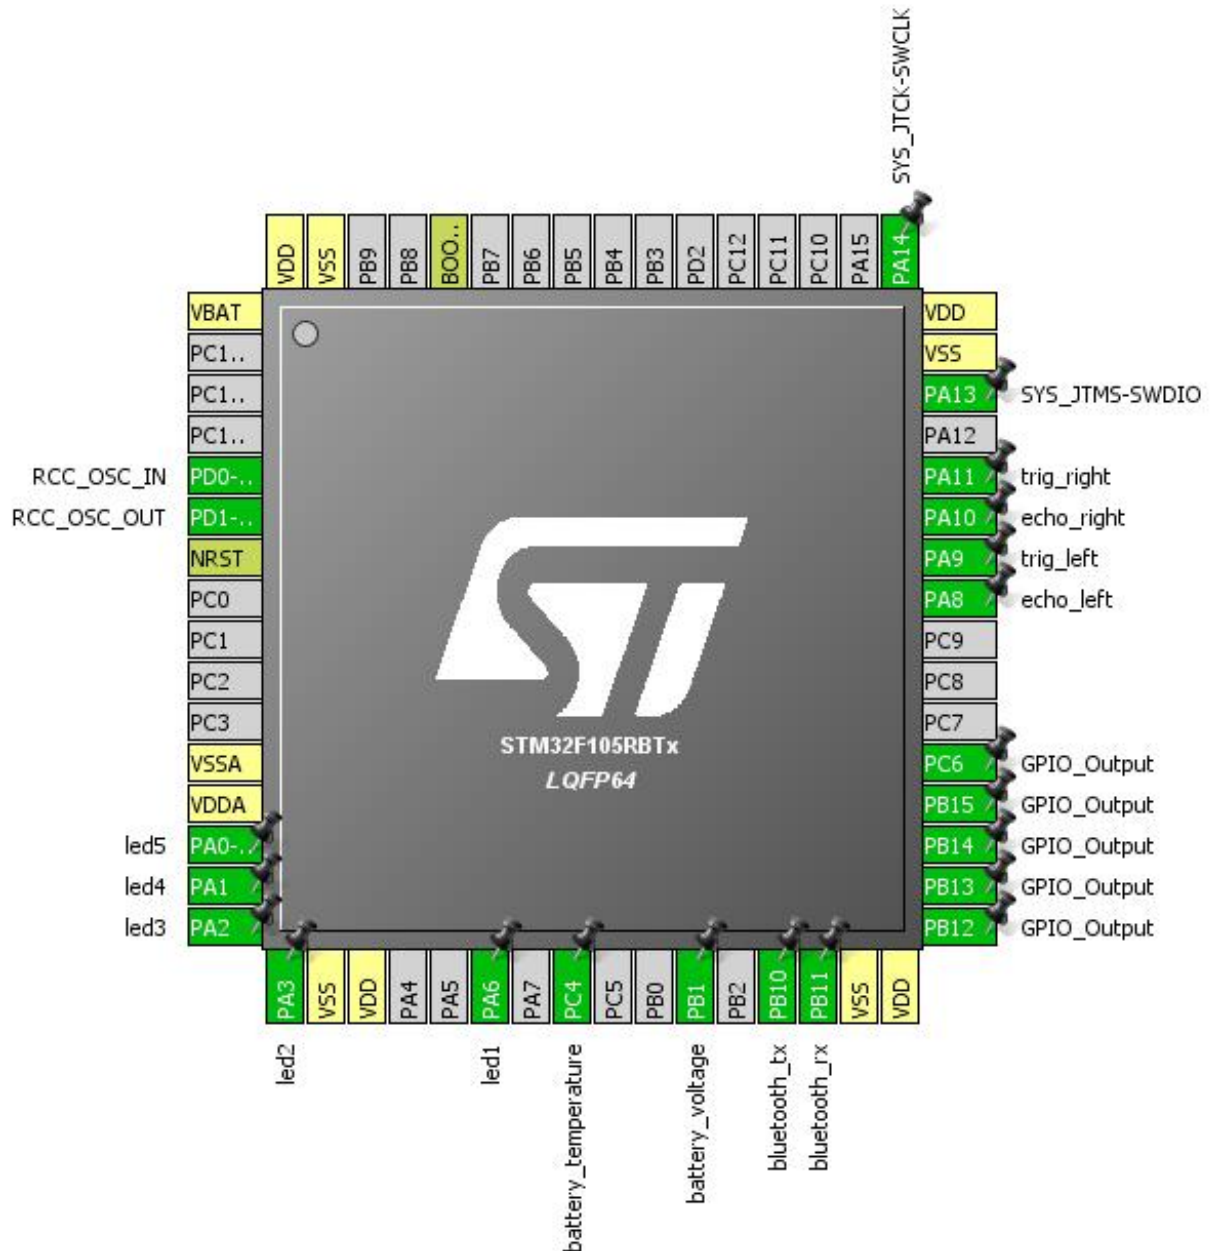 SYS_JTCK-SWCLK
VDD
VSS
PB9
PB8
BOO..
PB7
PB6
PB5
PB4
PB3
PD2
PC12
PC11
PC10
PA15
PA14
VBAT
PC1..
PC1..
PC1..
RCC_OSC_IN PD0-..
RCC_OSC_OUT PD1-..
NRST
PC0
PC1
PC2
PC3
VSSA
VDDA
led5 PA0-..
led4 PA1
led3 PA2
STM32F105RBTx
LQFP64
VDD
VSS
PA13 SYS_JTMS-SWDIO
PA12
PA11 trig_right
PA10 echo_right
PA9 trig_left
PA8 echo_left
PC9
PC8
PC7
PC6 GPIO_Output
PB15 GPIO_Output
PB14 GPIO_Output
PB13 GPIO_Output
PB12 GPIO_Output
PA3
VSS
VDD
PA4
PA5
PA6
PA7
PC4
PC5
PB0
PB1
PB2
PB10
PB11
VSS
VDD
led2
led1
battery_temperature
battery_voltage
bluetooth_tx
bluetooth_rx